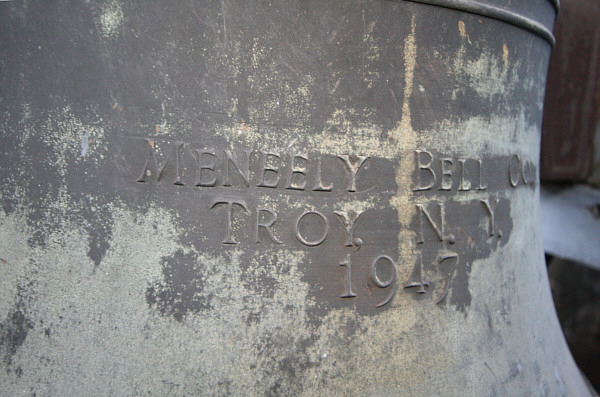 MENEELY BELL CO.
TROY, N. Y.
1947